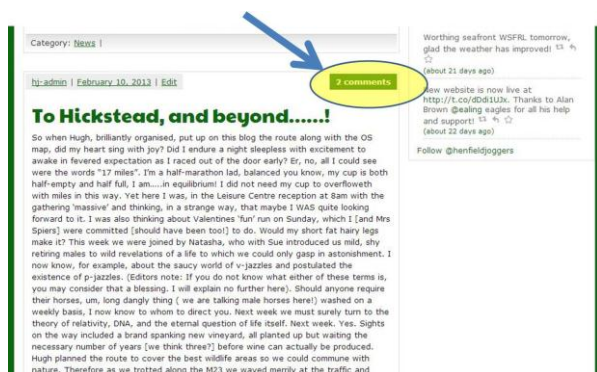 Category: News |
hj-admin | February 10, 2013 | Edit
2 comments
To Hickstead, and beyond......!
So when Hugh, brilliantly organised, put up on this blog the route along with the OS
map, did my heart sing with joy? Did I endure a night sleepless with excitement to
awake in fevered expectation as I raced out of the door early? Er, no, all I could see
were the words "17 miles". I'm a half-marathon lad, balanced you know, my cup is both
half-empty and half full, I am.....in equilibrium! I did not need my cup to overfloweth
with miles in this way. Yet here I was, in the Leisure Centre reception at 8am with the
gathering 'massive' and thinking, in a strange way, that maybe I WAS quite looking
forward to it. I was also thinking about Valentines 'fun' run on Sunday, which I [and Mrs
Spiers] were committed [should have been too!] to do. Would my short fat hairy legs
make it? This week we were joined by Natasha, who with Sue introduced us mild, shy
retiring males to wild revelations of a life to which we could only gasp in astonishment. I
now know, for example, about the saucy world of v-jazzles and postulated the
existence of p-jazzles. (Editors note: If you do not know what either of these terms is,
you may consider that a blessing. I will explain no further here). Should anyone require
their horses, um, long dangly thing ( we are talking male horses here!) washed on a
weekly basis, I now know to whom to direct you. Next week we must surely turn to the
theory of relativity, DNA, and the eternal question of life itself. Next week. Yes. Sights
on the way included a brand spanking new vineyard, all planted up but waiting the
necessary number of years [we think three?] before wine can actually be produced.
Hugh planned the route to cover the best wildlife areas so we could commune with
nature. Therefore as we trotted along the M23 we waved merrily at the traffic and
Worthing seafront WSFRL tomorrow,
glad the weather has improved!
(about 21 days ago)
New website is now live at
http://t.co/dDdi1UJx. Thanks to Alan
Brown @ealing eagles for all his help
and support!
(about 22 days ago)
Follow @henfieldjoggers